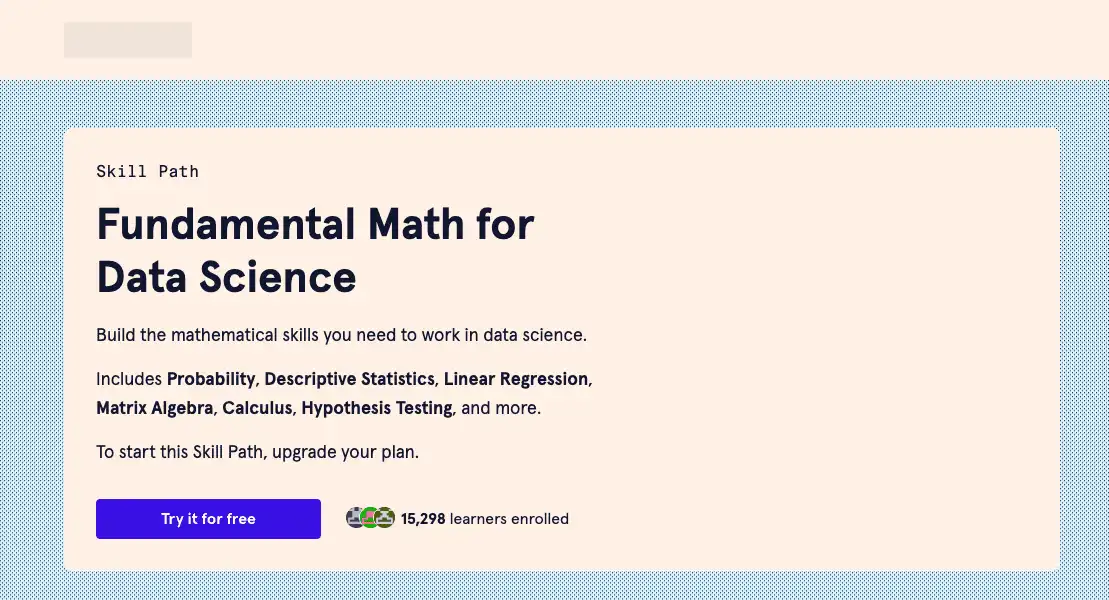 Skill Path
Fundamental Math for
Data Science
Build the mathematical skills you need to work in data science.
Includes Probability, Descriptive Statistics, Linear Regression,
Matrix Algebra, Calculus, Hypothesis Testing, and more.
To start this Skill Path, upgrade your plan.
Try it for free
15,298 learners enrolled